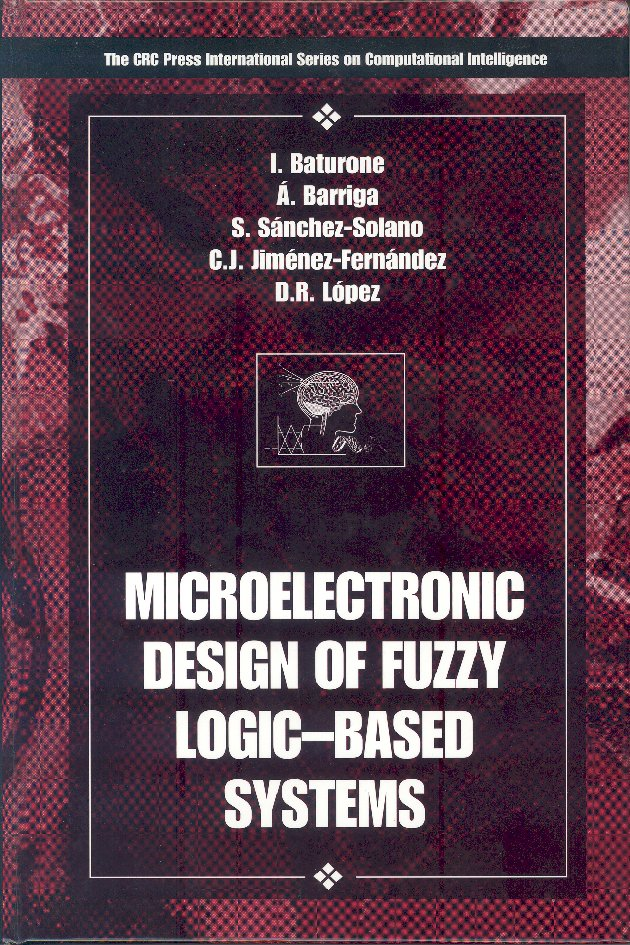 The CRC Press International Series on Computational Intelligence
I. Baturone
Á. Barriga
S. Sánchez-Solano
C.J. Jiménez-Fernández
D.R. López
MICROELECTRONIC
DESIGN OF FUZZY
LOGIC–BASED
SYSTEMS